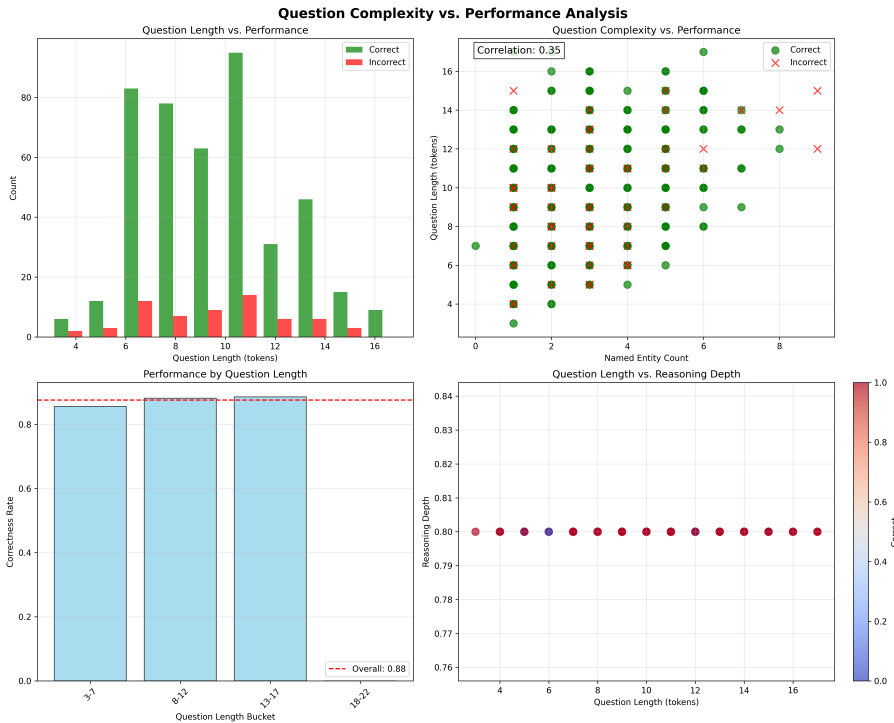 Question Complexity vs. Performance Analysis
Question Length vs. Performance
Correct
Incorrect
Count
80
60
40
20
0
4 6 8 10 12 14 16
Question Length (tokens)
Question Complexity vs. Performance
Correlation: 0.35
Correct
Incorrect
Question Length (tokens)
16
14
12
10
8
6
4
0 2 4 6 8
Named Entity Count
Performance by Question Length
Correctness Rate
0.8
0.6
0.4
0.2
0.0
Overall: 0.88
3-7 8-12 13-17 18-22
Question Length Bucket
Question Length vs. Reasoning Depth
Reasoning Depth
0.84
0.83
0.82
0.81
0.80
0.79
0.78
0.77
0.76
4 6 8 10 12 14 16
Question Length (tokens)
1.0
0.8
0.6
0.4
0.2
0.0